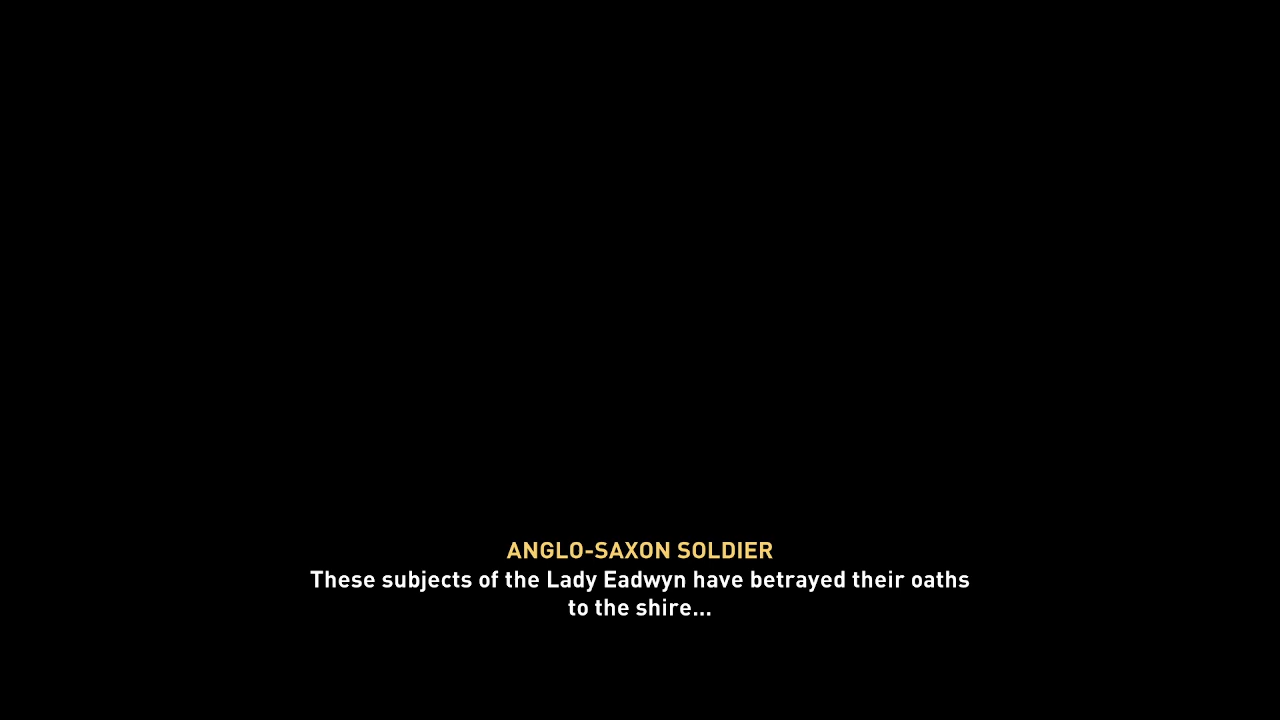 ANGLO-SAXON SOLDIER
These subjects of the Lady Eadwyn have betrayed their oaths
to the shire...